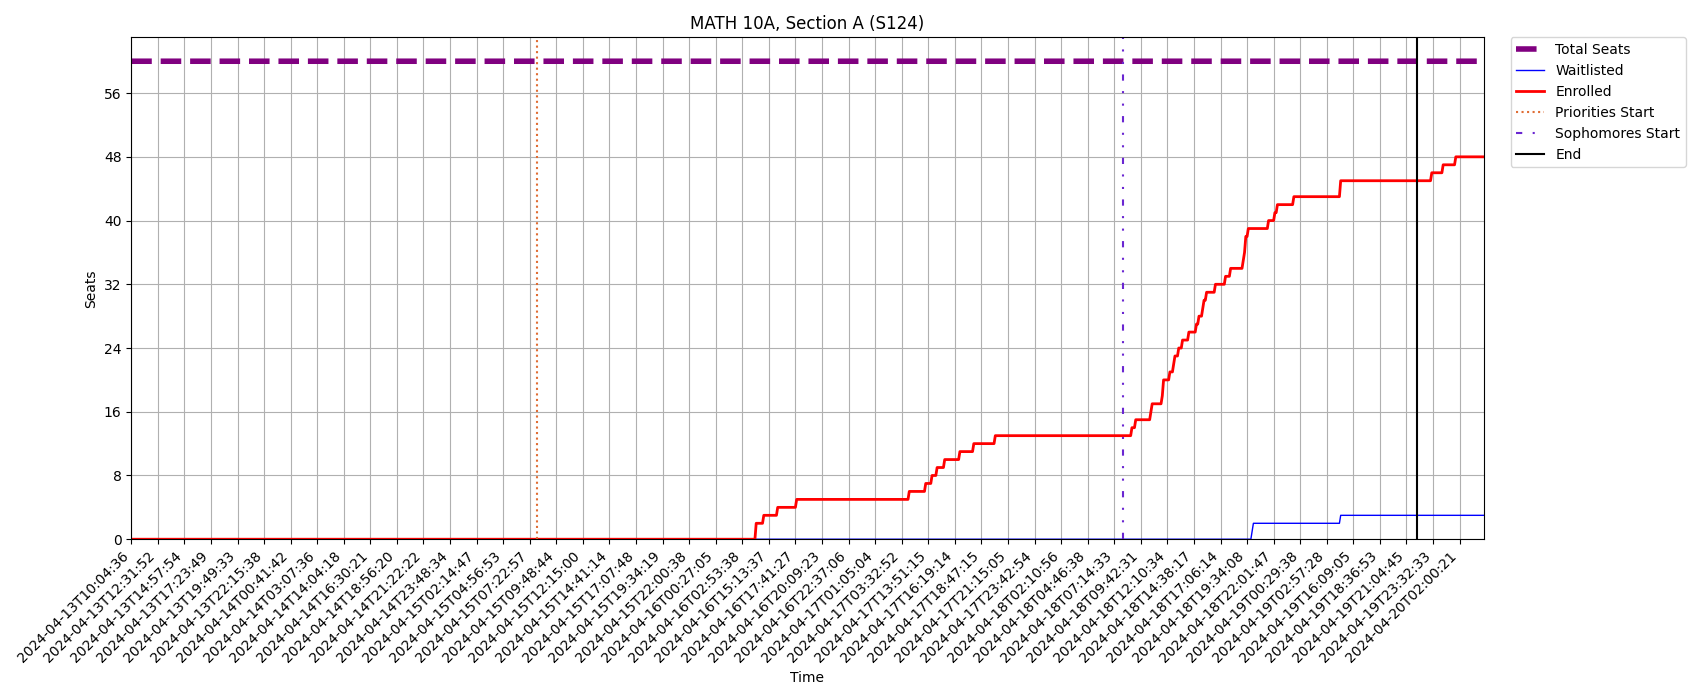 MATH 10A, Section A (S124)
Total Seats
Waitlisted
Enrolled
Priorities Start
Sophomores Start
End
Seats
56
48
40
32
24
16
8
0
2024-04-13T10:04:36
2024-04-13T12:31:52
2024-04-13T14:57:54
2024-04-13T17:23:49
2024-04-13T19:49:33
2024-04-13T22:15:38
2024-04-14T00:41:42
2024-04-14T03:07:36
2024-04-14T14:04:18
2024-04-14T16:30:21
2024-04-14T18:56:20
2024-04-14T21:22:22
2024-04-14T23:48:34
2024-04-15T02:14:47
2024-04-15T04:56:53
2024-04-15T07:22:57
2024-04-15T09:48:44
2024-04-15T12:15:00
2024-04-15T14:41:14
2024-04-15T17:07:48
2024-04-15T19:34:19
2024-04-15T22:00:38
2024-04-16T00:27:05
2024-04-16T02:53:38
2024-04-16T15:13:37
2024-04-16T17:41:27
2024-04-16T20:09:23
2024-04-16T22:37:06
2024-04-17T01:05:04
2024-04-17T03:32:52
2024-04-17T13:51:15
2024-04-17T16:19:14
2024-04-17T18:47:15
2024-04-17T21:15:05
2024-04-17T23:42:54
2024-04-18T02:10:56
2024-04-18T04:46:38
2024-04-18T07:14:33
2024-04-18T09:42:31
2024-04-18T12:10:34
2024-04-18T14:38:17
2024-04-18T17:06:14
2024-04-18T19:34:08
2024-04-18T22:01:47
2024-04-19T00:29:38
2024-04-19T02:57:28
2024-04-19T16:09:05
2024-04-19T18:36:53
2024-04-19T21:04:45
2024-04-19T23:32:33
2024-04-20T02:00:21
Time